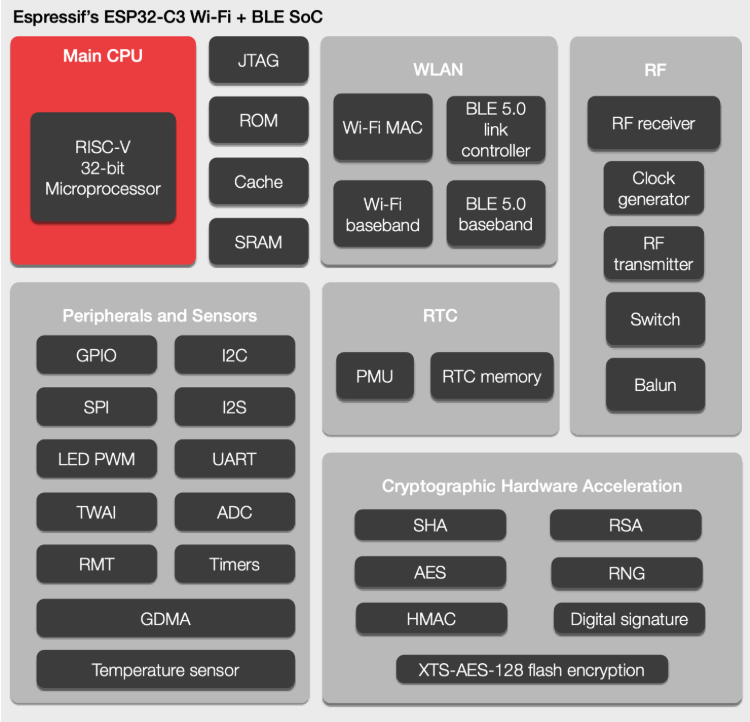 Espressif's ESP32-C3 Wi-Fi + BLE SoC
Main CPU
RISC-V
32-bit
Microprocessor
JTAG
ROM
Cache
SRAM
WLAN
Wi-Fi MAC
BLE 5.0
link
controller
Wi-Fi
baseband
BLE 5.0
baseband
RF
RF receiver
Clock
generator
RF
transmitter
Switch
Balun
Peripherals and Sensors
GPIO
I2C
SPI
I2S
LED PWM
UART
TWAI
ADC
RMT
Timers
GDMA
Temperature sensor
RTC
PMU
RTC memory
Cryptographic Hardware Acceleration
SHA
RSA
AES
RNG
HMAC
Digital signature
XTS-AES-128 flash encryption